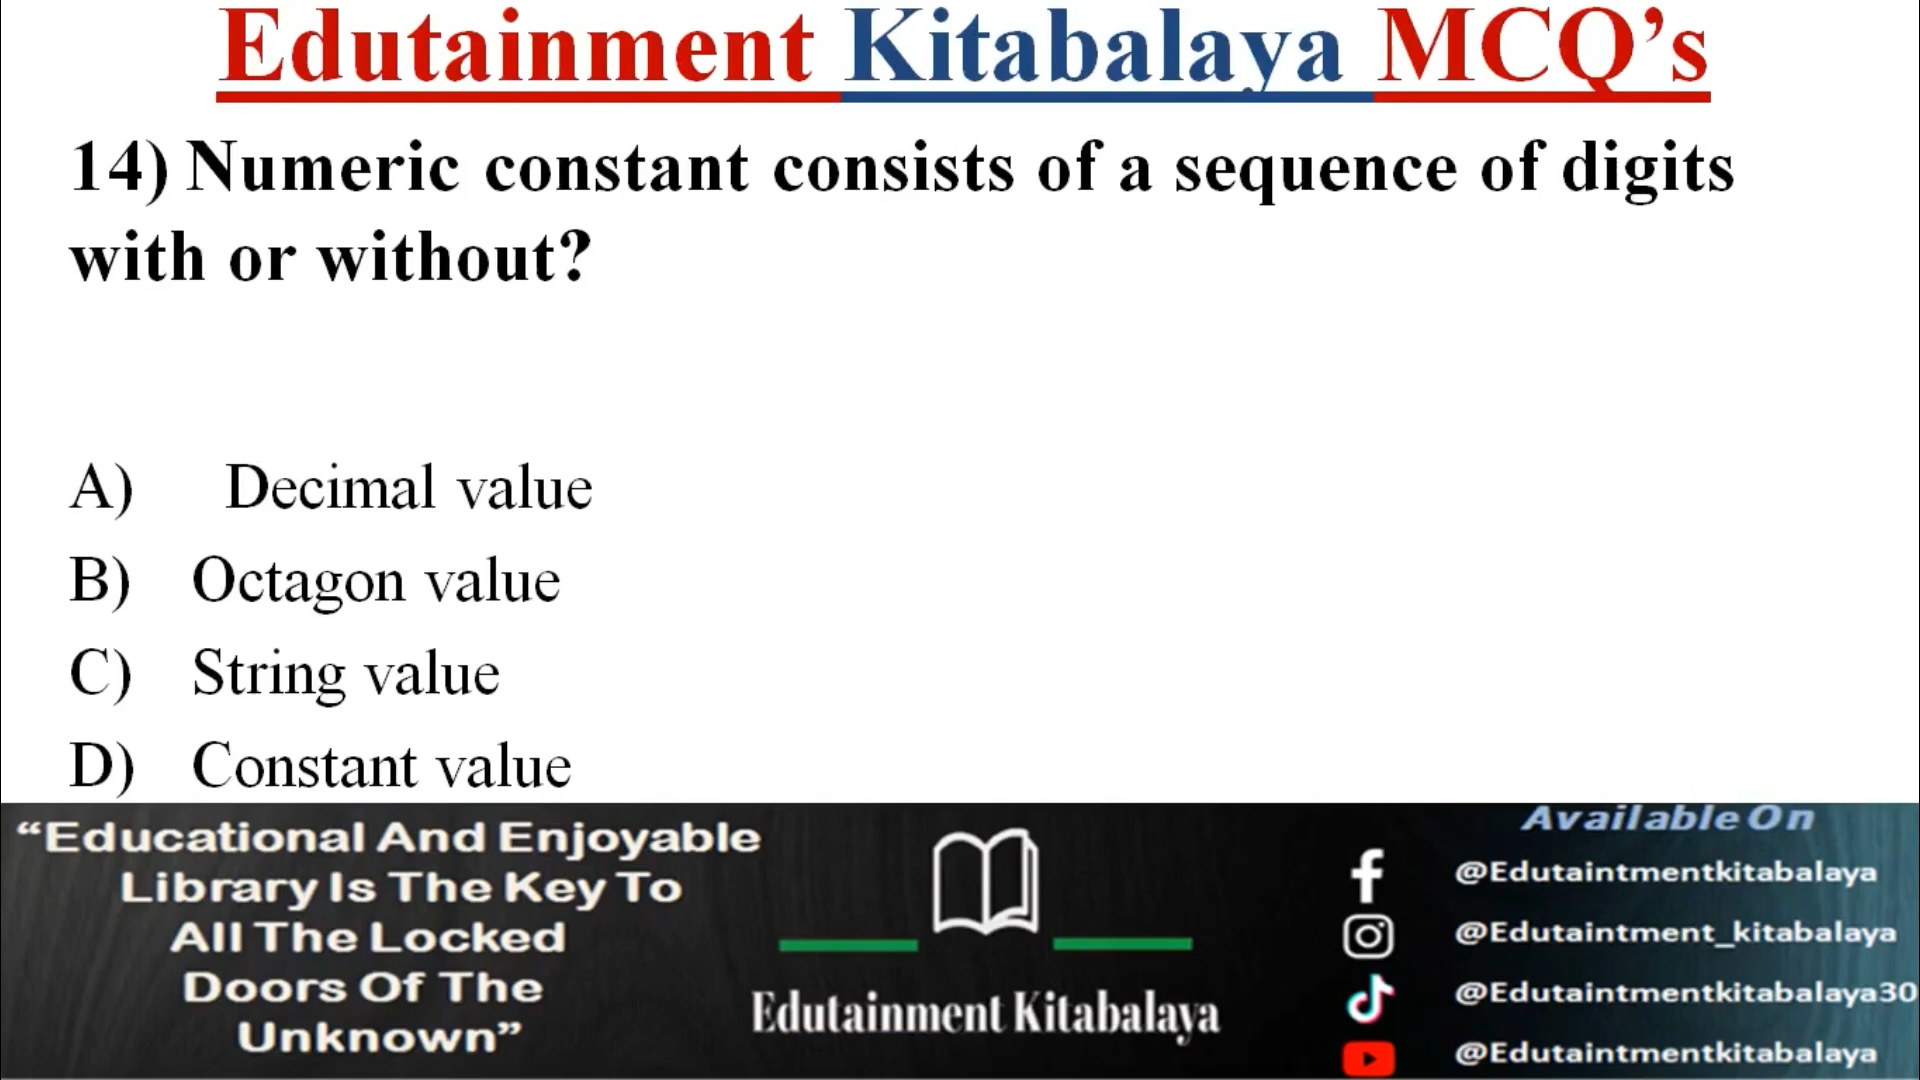 Edutainment Kitabalaya MCQ’s
14) Numeric constant consists of a sequence of digits
with or without?
A) Decimal value
B) Octagon value
C) String value
D) Constant value
“Educational And Enjoyable
Library Is The Key To
All The Locked
Doors Of The
Unknown”
Edutainment Kitabalaya
Available On
@Edutaintmentkitabalaya
@Edutaintment_kitabalaya
@Edutaintmentkitabalaya30
@Edutaintmentkitabalaya